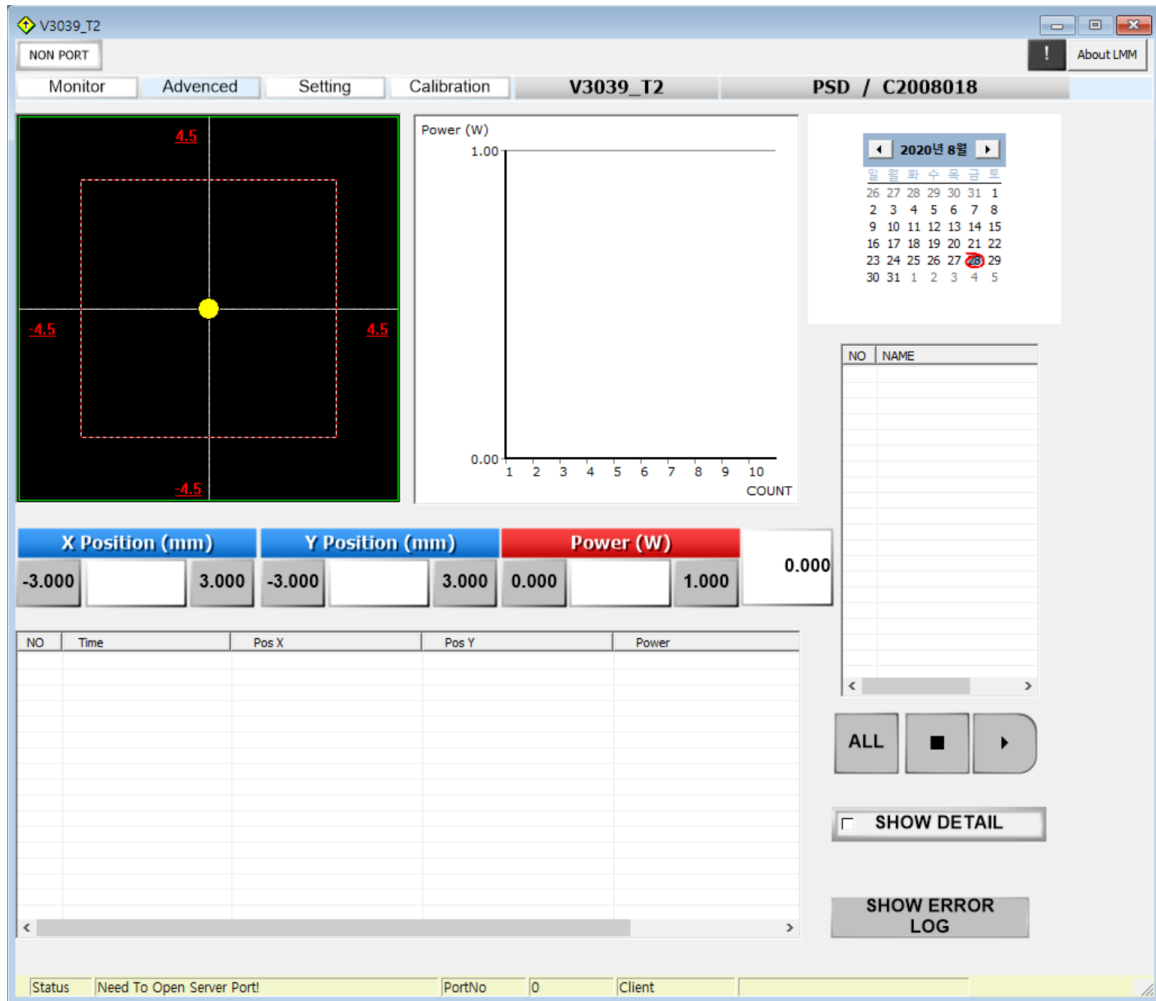 V3039_T2
NON PORT
! About LMM
Monitor Advanced Setting Calibration V3039_T2 PSD / C2008018
4.5
-4.5 4.5
-4.5
Power (W)
1.00
0.00
1 2 3 4 5 6 7 8 9 10
COUNT
2020년 8월
일 월 화 수 목 금 토
26 27 28 29 30 31 1
2 3 4 5 6 7 8
9 10 11 12 13 14 15
16 17 18 19 20 21 22
23 24 25 26 27 28 29
30 31 1 2 3 4 5
NO NAME
X Position (mm) Y Position (mm) Power (W)
-3.000 3.000 -3.000 3.000 0.000 1.000 0.000
NO Time Pos X Pos Y Power
ALL
SHOW DETAIL
SHOW ERROR
LOG
Status Need To Open Server Port! PortNo 0 Client